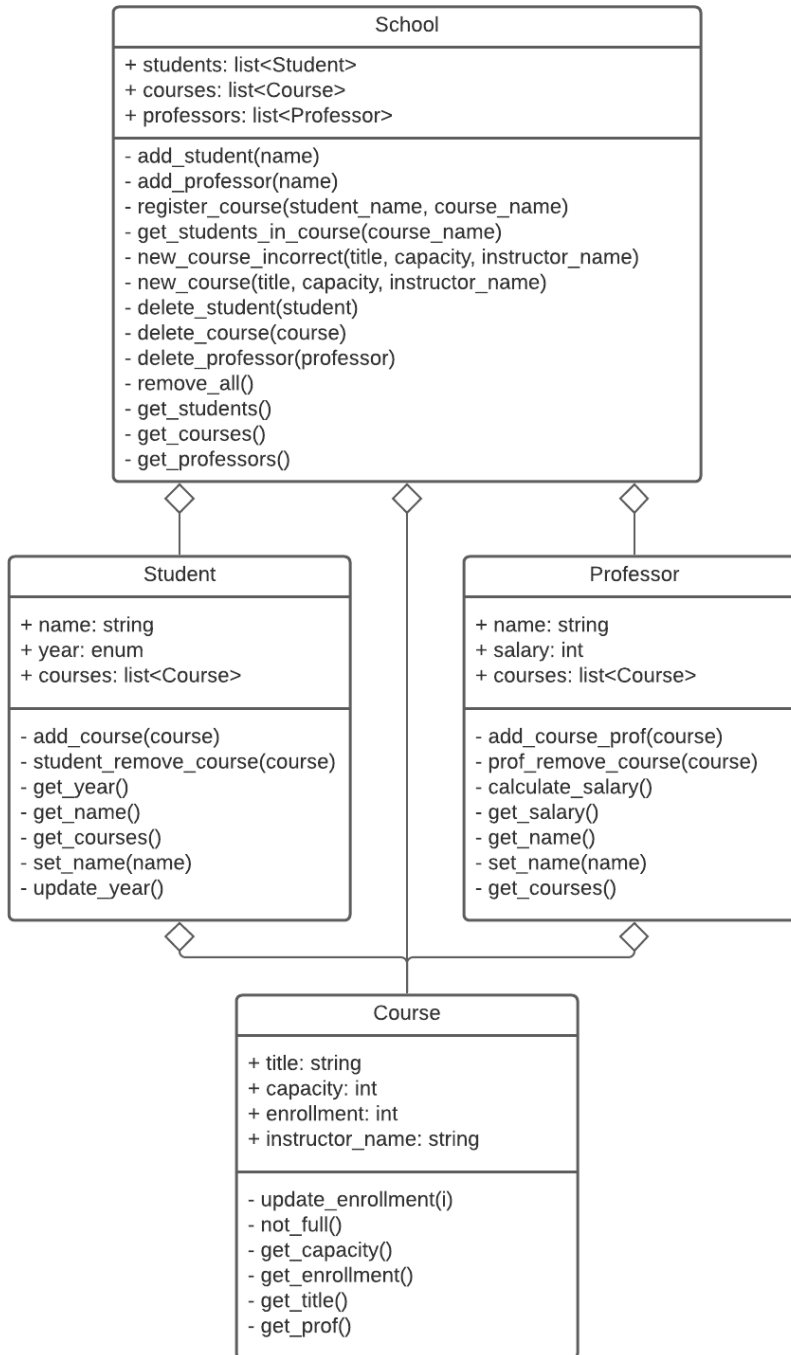 School
+ students: list<Student>
+ courses: list<Course>
+ professors: list<Professor>
- add_student(name)
- add_professor(name)
- register_course(student_name, course_name)
- get_students_in_course(course_name)
- new_course_incorrect(title, capacity, instructor_name)
- new_course(title, capacity, instructor_name)
- delete_student(student)
- delete_course(course)
- delete_professor(professor)
- remove_all()
- get_students()
- get_courses()
- get_professors()
Student
+ name: string
+ year: enum
+ courses: list<Course>
- add_course(course)
- student_remove_course(course)
- get_year()
- get_name()
- get_courses()
- set_name(name)
- update_year()
Professor
+ name: string
+ salary: int
+ courses: list<Course>
- add_course_prof(course)
- prof_remove_course(course)
- calculate_salary()
- get_salary()
- get_name()
- set_name(name)
- get_courses()
Course
+ title: string
+ capacity: int
+ enrollment: int
+ instructor_name: string
- update_enrollment(i)
- not_full()
- get_capacity()
- get_enrollment()
- get_title()
- get_prof()